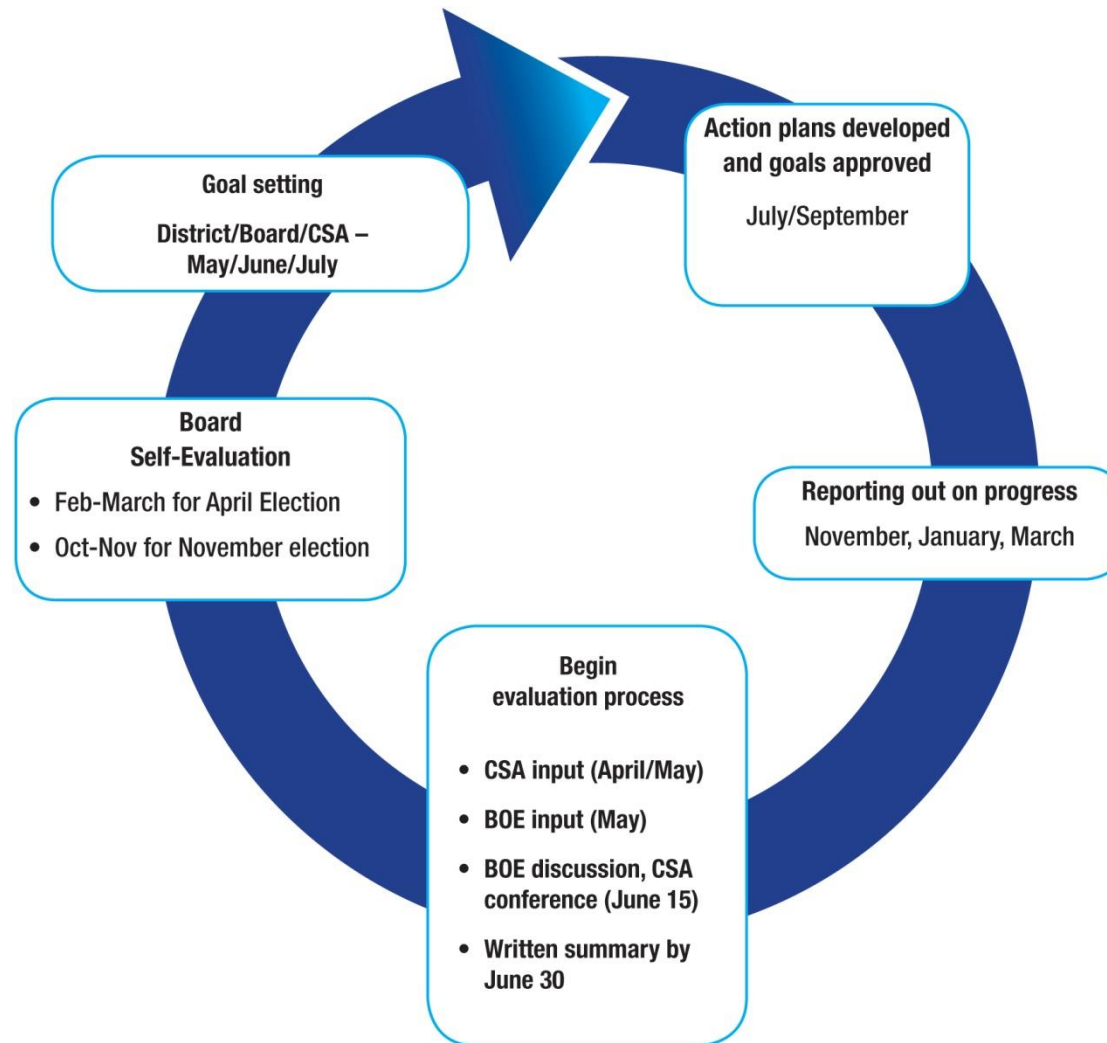 Goal setting
District/Board/CSA –
May/June/July
Action plans developed
and goals approved
July/September
Reporting out on progress
November, January, March
Begin
evaluation process
• CSA input (April/May)
• BOE input (May)
• BOE discussion, CSA
conference (June 15)
• Written summary by
June 30
Board
Self-Evaluation
• Feb-March for April Election
• Oct-Nov for November election